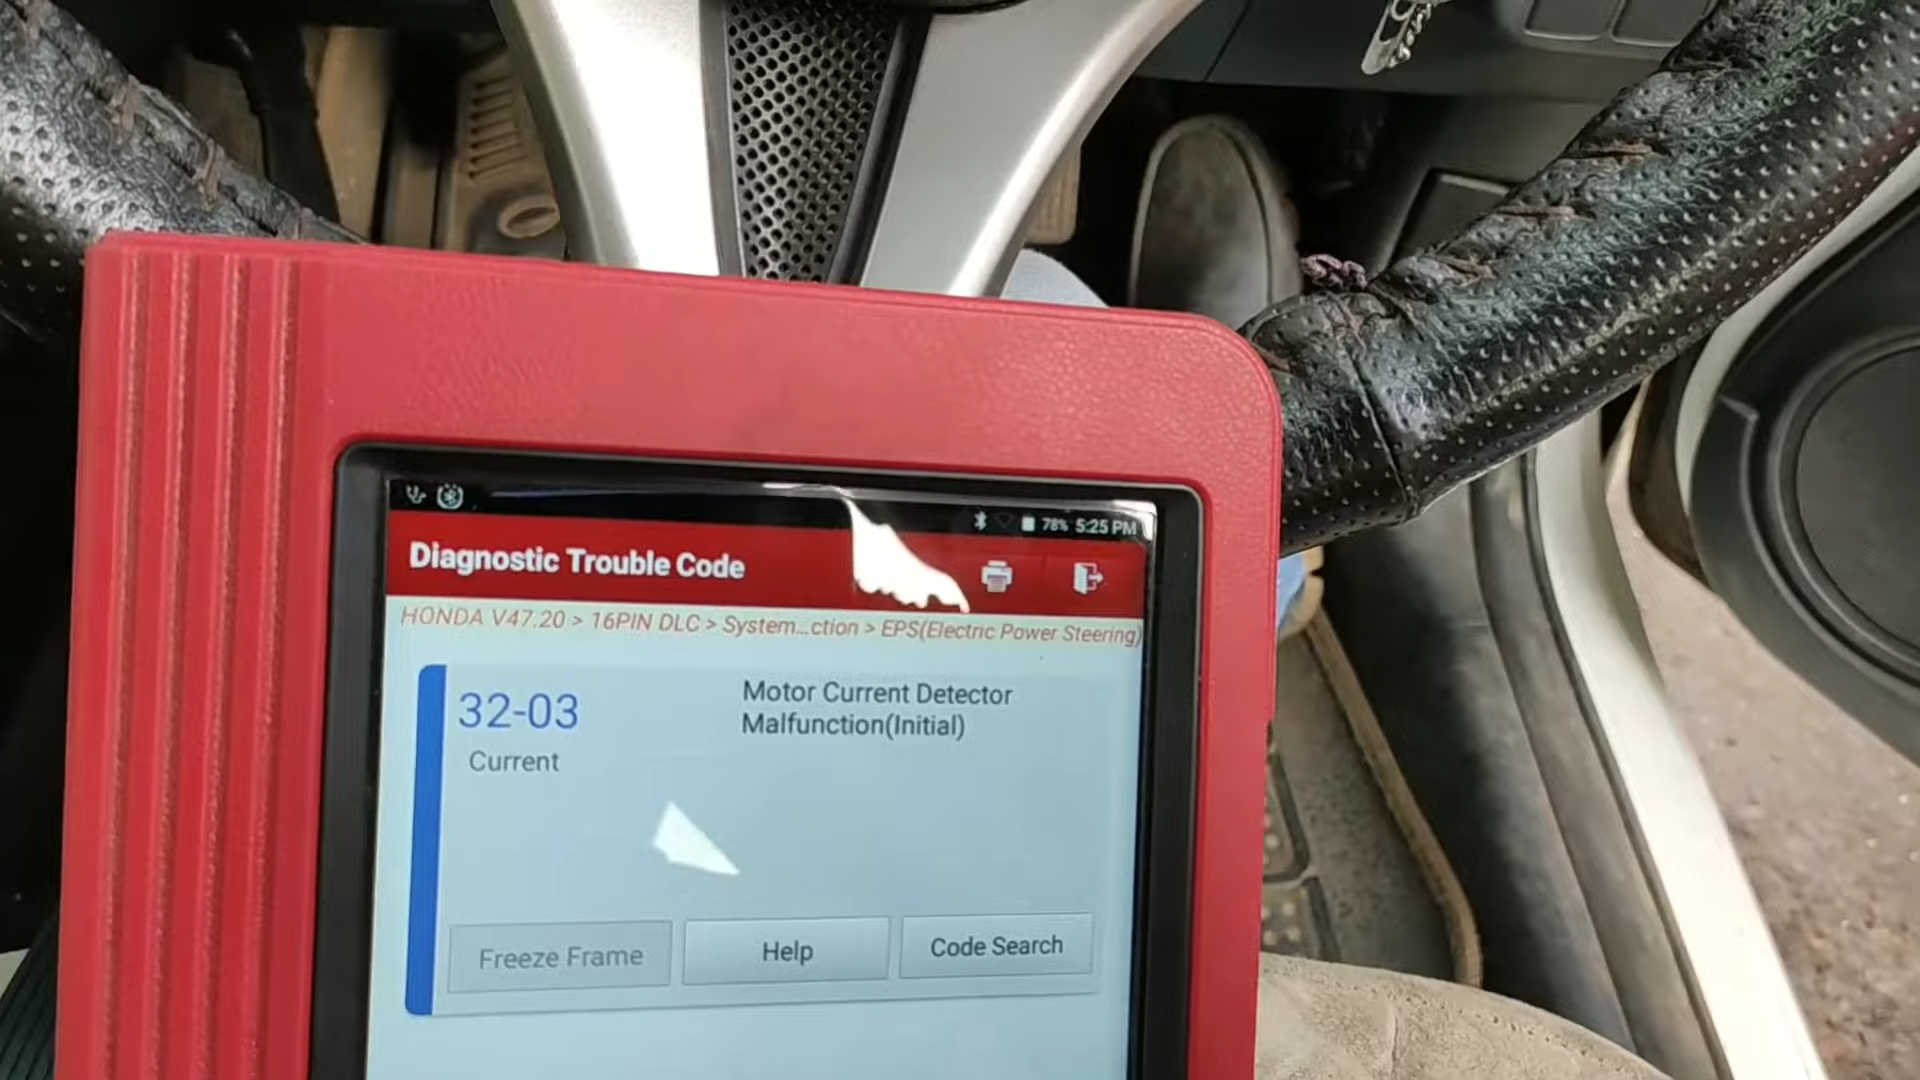 78% 5:25 PM
Diagnostic Trouble Code
HONDA V47.20 > 16PIN DLC > System...ction > EPS(Electric Power Steering)
32-03
Motor Current Detector
Malfunction(Initial)
Current
Freeze Frame
Help
Code Search